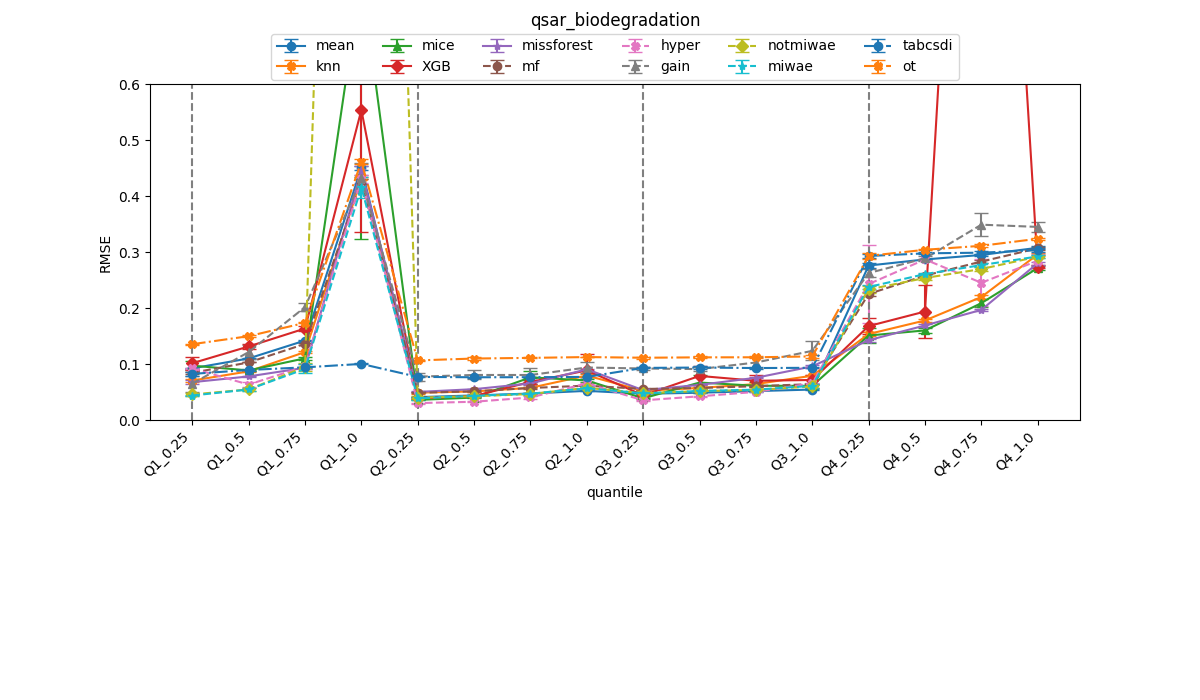 qsar_biodegradation
mean mice missforest hyper notmiwae tabcsdi
knn XGB mf gain miwae ot
0.6
0.5
0.4
0.3
0.2
0.1
0.0
RMSE
Q1_0.25 Q1_0.5 Q1_0.75 Q1_1.0 Q2_0.25 Q2_0.5 Q2_0.75 Q2_1.0 Q3_0.25 Q3_0.5 Q3_0.75 Q3_1.0 Q4_0.25 Q4_0.5 Q4_0.75 Q4_1.0
quantile